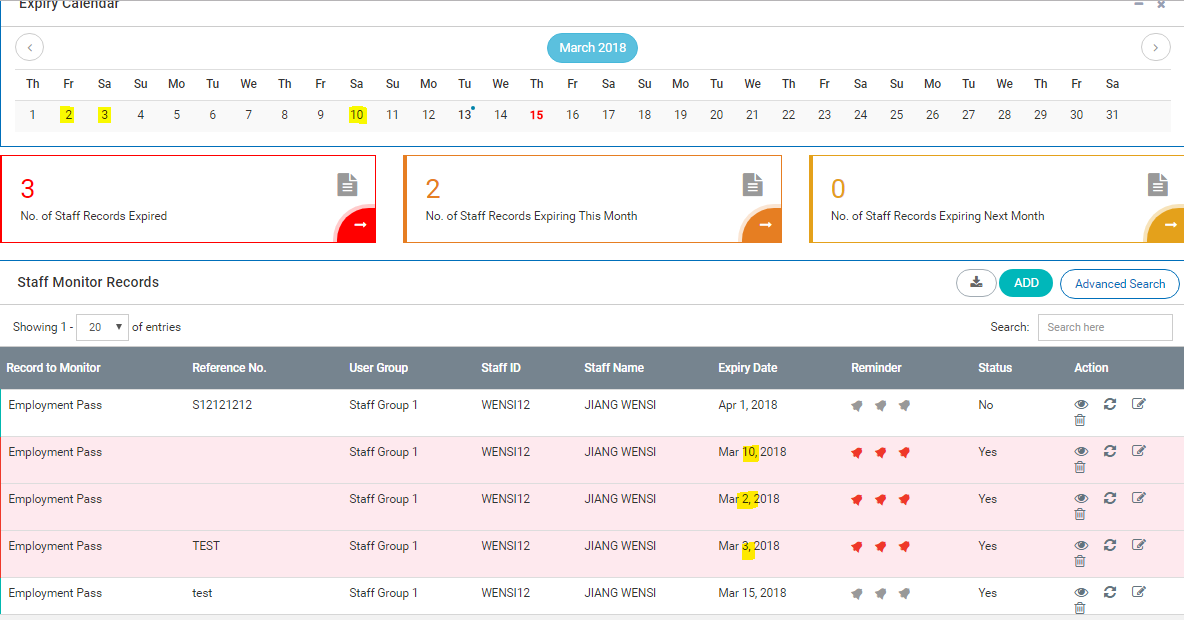 Expiry Calendar
March 2018
Th Fr Sa Su Mo Tu We Th Fr Sa Su Mo Tu We Th Fr Sa Su Mo Tu We Th Fr Sa Su Mo Tu We Th Fr Sa
1 2 3 4 5 6 7 8 9 10 11 12 13 14 15 16 17 18 19 20 21 22 23 24 25 26 27 28 29 30 31
3 2 0
No. of Staff Records Expired No. of Staff Records Expiring This Month No. of Staff Records Expiring Next Month
Staff Monitor Records ADD Advanced Search
Showing 1 - 20 of entries Search: Search here
Record to Monitor Reference No. User Group Staff ID Staff Name Expiry Date Reminder Status Action
Employment Pass S12121212 Staff Group 1 WENSI12 JIANG WENSI Apr 1, 2018 No
Employment Pass Staff Group 1 WENSI12 JIANG WENSI Mar 10, 2018 Yes
Employment Pass Staff Group 1 WENSI12 JIANG WENSI Mar 2, 2018 Yes
Employment Pass TEST Staff Group 1 WENSI12 JIANG WENSI Mar 3, 2018 Yes
Employment Pass test Staff Group 1 WENSI12 JIANG WENSI Mar 15, 2018 Yes